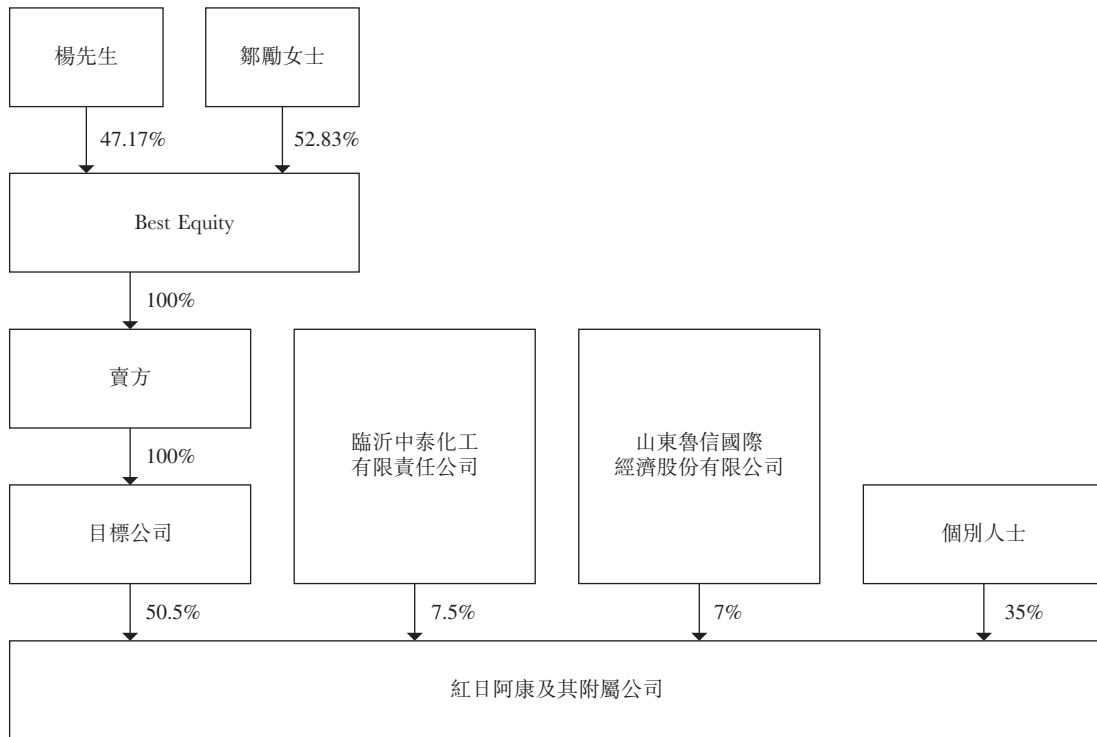 楊先生
鄒勵女士
47.17%
52.83%
Best Equity
100%
賣方
臨沂中泰化工
有限責任公司
山東魯信國際
經濟股份有限公司
100%
目標公司
個別人士
50.5%
7.5%
7%
35%
紅日阿康及其附屬公司